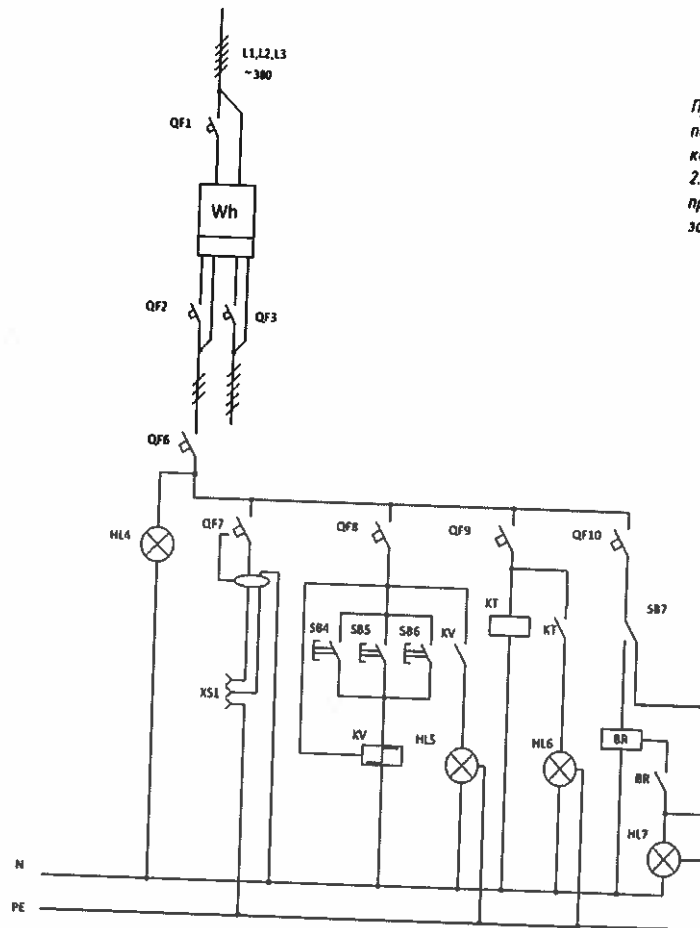 L1,L2,L3
~380
QF1
Wh
QF2
QF3
QF6
HL4
QF7
QF8
QF9
QF10
SB7
SB4
SB5
SB6
KV
KT
KT
XS1
KV
HL5
HL6
BR
BR
HL7
N
PE
2.